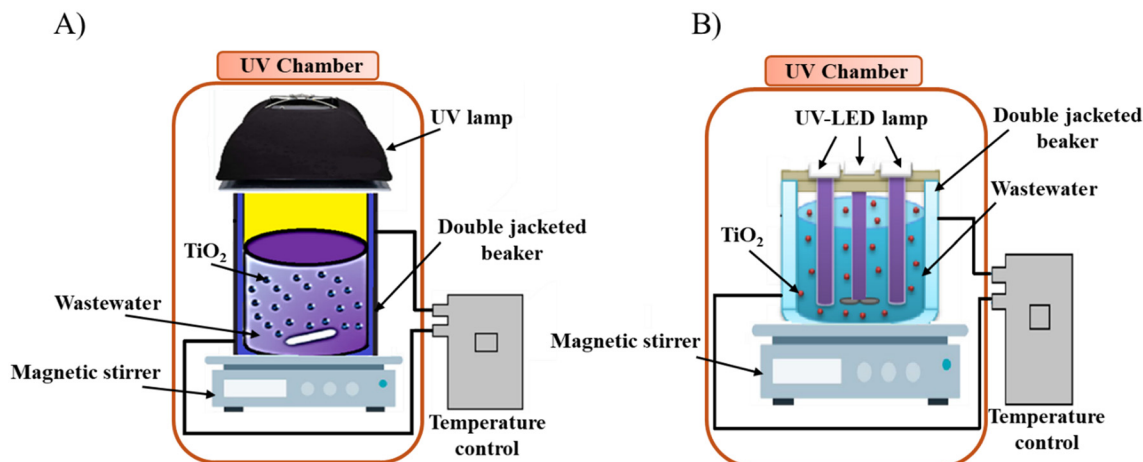 A)
UV Chamber
UV lamp
Double jacketed
beaker
TiO₂
Wastewater
Magnetic stirrer
Temperature
control
B)
UV Chamber
UV-LED lamp
Double jacketed
beaker
Wastewater
TiO₂
Magnetic stirrer
Temperature
control